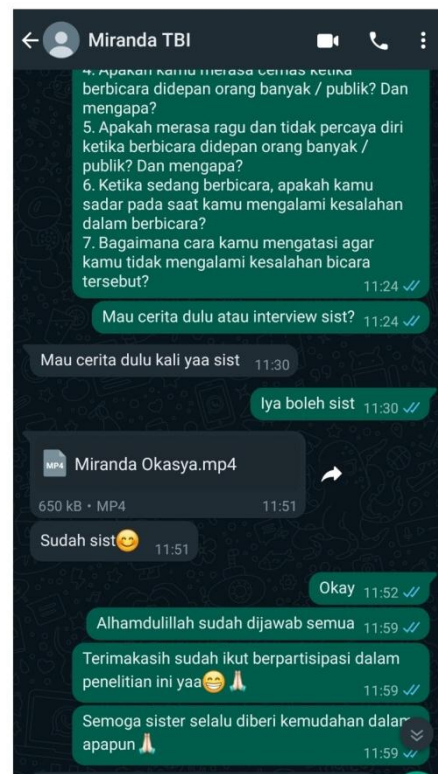 Miranda TBI
4. Apakah kamu merasa cemas ketika
berbicara didepan orang banyak / publik? Dan
mengapa?
5. Apakah merasa ragu dan tidak percaya diri
ketika berbicara didepan orang banyak /
publik? Dan mengapa?
6. Ketika sedang berbicara, apakah kamu
sadar pada saat kamu mengalami kesalahan
dalam berbicara?
7. Bagaimana cara kamu mengatasi agar
kamu tidak mengalami kesalahan bicara
tersebut?
11:24
Mau cerita dulu atau interview sist? 11:24
Mau cerita dulu kali yaa sist 11:30
Iya boleh sist 11:30
MP4 Miranda Okasya.mp4
650 kB • MP4 11:51
Sudah sist😊 11:51
Okay 11:52
Alhamdulillah sudah dijawab semua 11:59
Terimakasih sudah ikut berpartisipasi dalam
penelitian ini yaa😁🙏🏻
11:59
Semoga sister selalu diberi kemudahan dalam
apapun 🙏🏻
11:59